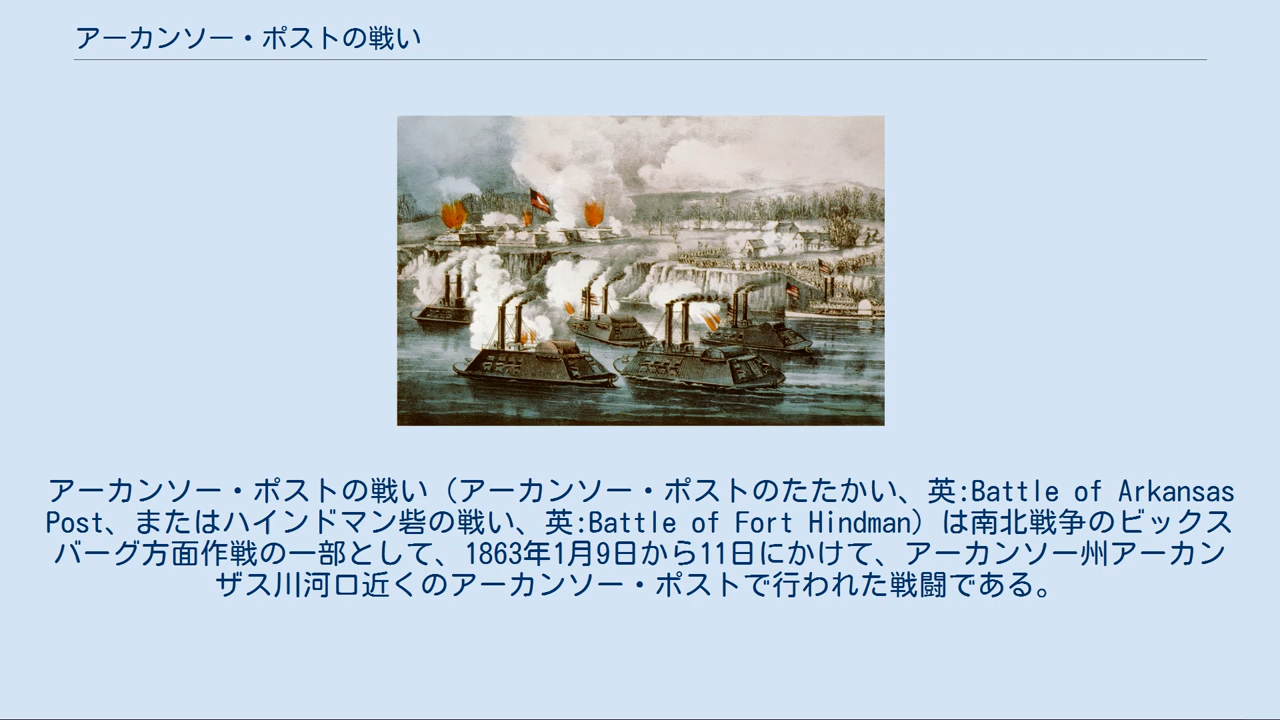 アーカンソー・ポストの戦い
アーカンソー・ポストの戦い（アーカンソー・ポストのたたかい、英:Battle of Arkansas
Post、またはハインドマン砦の戦い、英:Battle of Fort Hindman）は南北戦争のビックス
バーグ方面作戦の一部として、1863年1月9日から11日にかけて、アーカンソー州アーカン
ザス川河口近くのアーカンソー・ポストで行われた戦闘である。